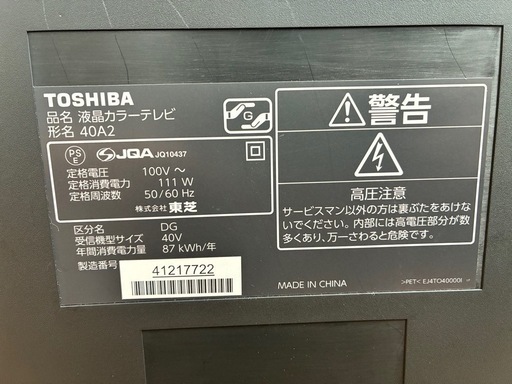 TOSHIBA
品名 液晶カラーテレビ
形名 40A2
G
PS
E
JQA JQ10437
定格電圧 100V ～
定格消費電力 111 W
定格周波数 50/60 Hz
株式会社 東芝
区分名 DG
受信機型サイズ 40V
年間消費電力量 87 kWh/年
製造番号 41217722
警告
高圧注意
サービスマン以外の方は裏ぶたをあけな
いでください。内部には高電圧部分が数
多くあり、万一さわると危険です。
MADE IN CHINA
>PET< EJ4TO40000I